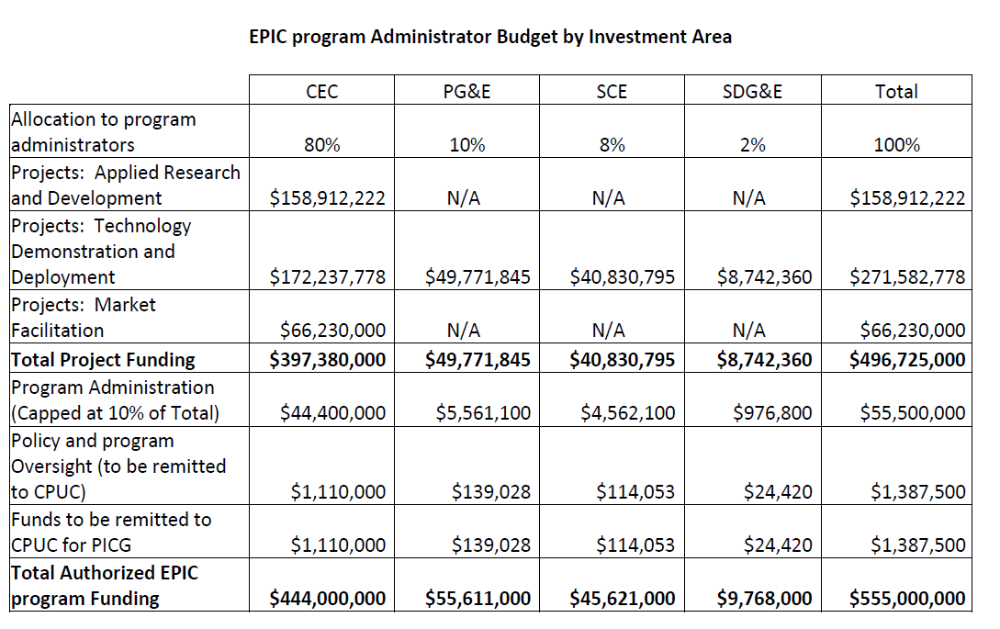 EPIC program Administrator Budget by Investment Area
CEC PG&E SCE SDG&E Total
Allocation to program
administrators 80% 10% 8% 2% 100%
Projects: Applied Research
and Development $158,912,222 N/A N/A N/A $158,912,222
Projects: Technology
Demonstration and
Deployment $172,237,778 $49,771,845 $40,830,795 $8,742,360 $271,582,778
Projects: Market
Facilitation $66,230,000 N/A N/A N/A $66,230,000
Total Project Funding $397,380,000 $49,771,845 $40,830,795 $8,742,360 $496,725,000
Program Administration
(Capped at 10% of Total) $44,400,000 $5,561,100 $4,562,100 $976,800 $55,500,000
Policy and program
Oversight (to be remitted
to CPUC) $1,110,000 $139,028 $114,053 $24,420 $1,387,500
Funds to be remitted to
CPUC for PICG $1,110,000 $139,028 $114,053 $24,420 $1,387,500
Total Authorized EPIC
program Funding $444,000,000 $55,611,000 $45,621,000 $9,768,000 $555,000,000